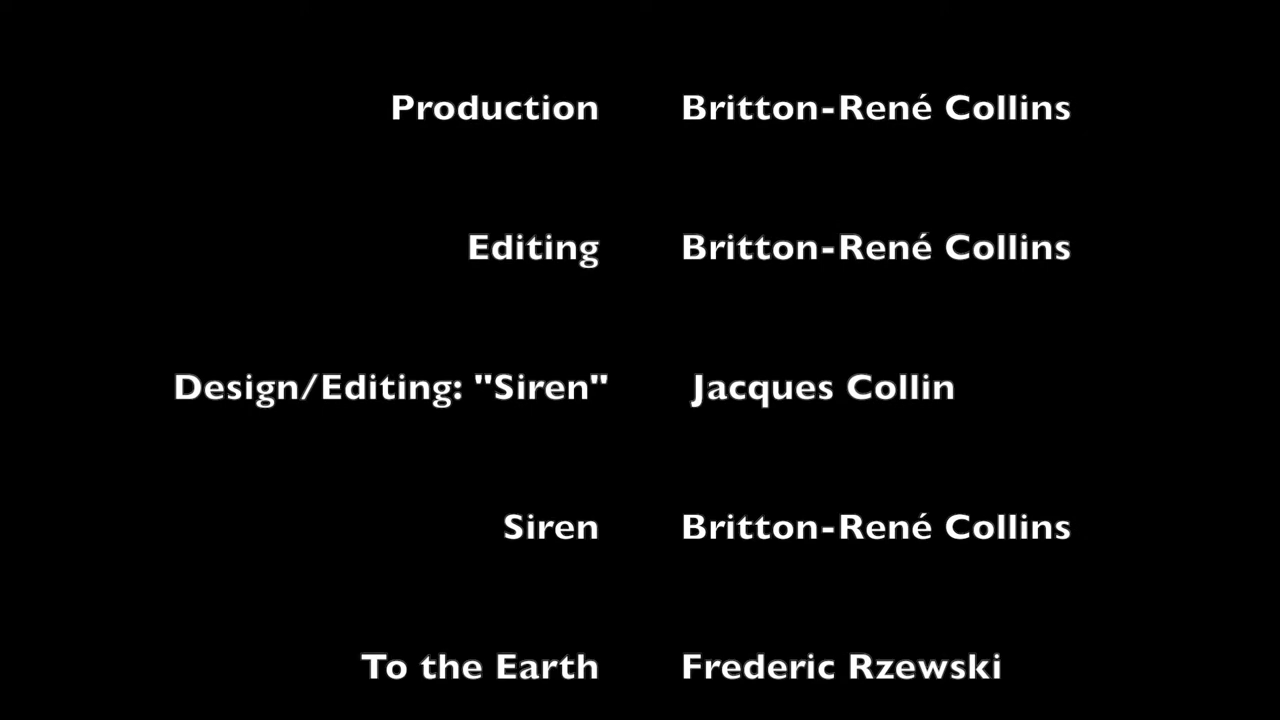 Production Britton-René Collins
Editing Britton-René Collins
Design/Editing: "Siren" Jacques Collin
Siren Britton-René Collins
To the Earth Frederic Rzewski